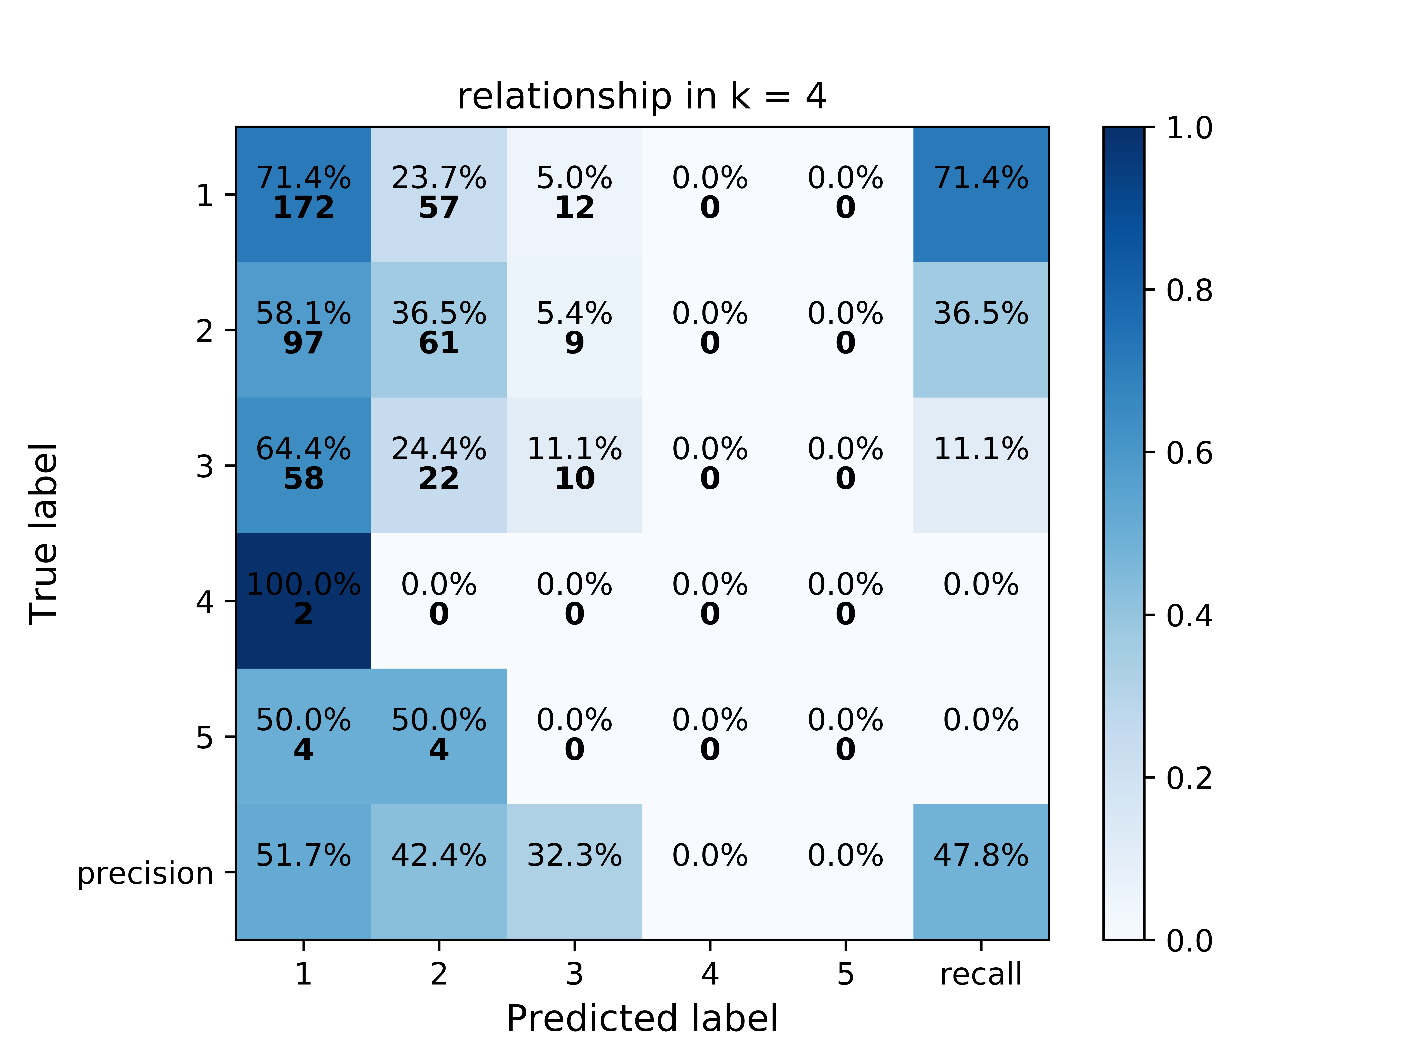 relationship in k = 4
71.4% 23.7% 5.0% 0.0% 0.0% 71.4%
1 172 57 12 0 0
58.1% 36.5% 5.4% 0.0% 0.0% 36.5%
2 97 61 9 0 0
64.4% 24.4% 11.1% 0.0% 0.0% 11.1%
3 58 22 10 0 0
100.0% 0.0% 0.0% 0.0% 0.0% 0.0%
4 2 0 0 0 0
50.0% 50.0% 0.0% 0.0% 0.0% 0.0%
5 4 4 0 0 0
precision 51.7% 42.4% 32.3% 0.0% 0.0% 47.8%
1 2 3 4 5 recall
Predicted label
True label
1.0
0.8
0.6
0.4
0.2
0.0